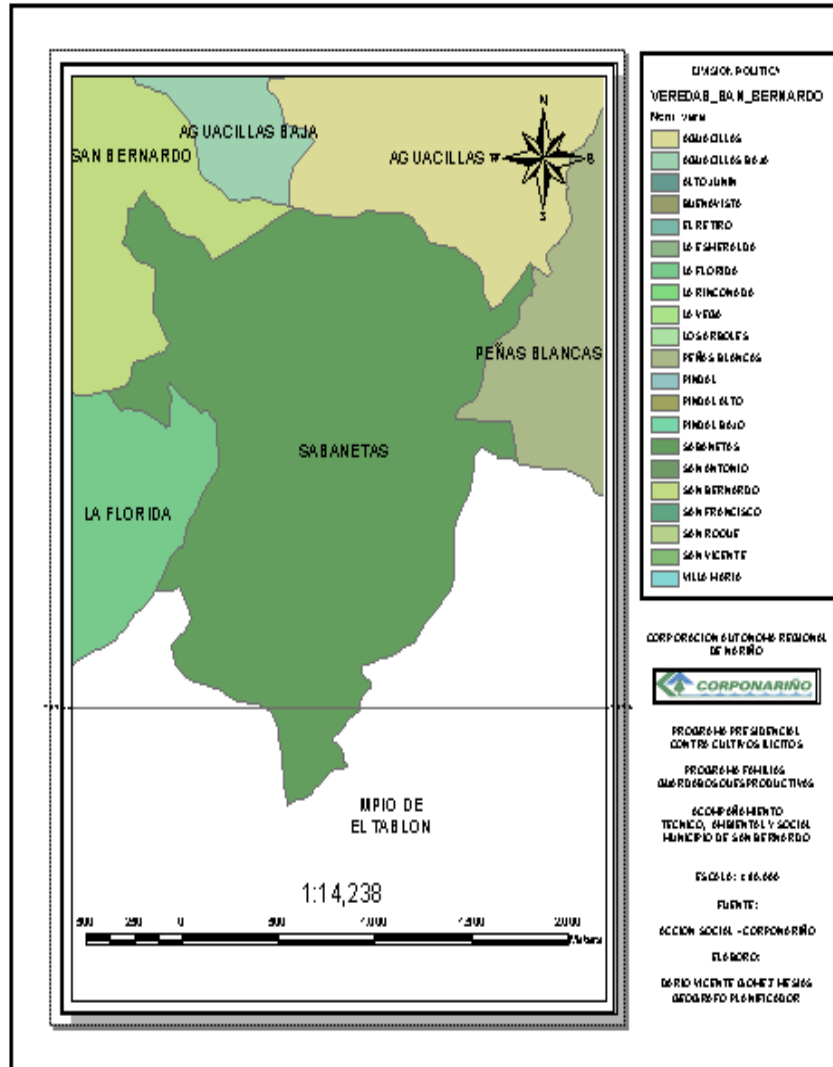 AGUACILLAS BAJA
SAN BERNARDO
AGUACILLAS
N
W
S
PEÑAS BLANCAS
SABANETAS
LA FLORIDA
MPIO DE
EL TABLON
1:14,238
500 250 0 500 1.000 1.500 2.000
Meters
DIVISION POLITICA
VEREDAS_SAN_BERNARDO
AGUACILLAS
AGUACILLAS BAJA
ALTO JUNIN
BUENAVISTA
EL RETIRO
LA ESMERALDA
LA FLORIDA
LA RINCONADA
LA VEGA
LOS ARBOLES
PEÑAS BLANCAS
PINDAL
PINDAL ALTO
PINDAL BAJO
SABANETAS
SAN ANTONIO
SAN BERNARDO
SAN FRANCISCO
SAN ROQUE
SAN VICENTE
VILLA MARIA
CORPORACION AUTONOMA REGIONAL
DE NARIÑO
CORPONARIÑO
PROGRAMA PRESIDENCIAL
CONTRA CULTIVOS ILICITOS
PROGRAMA FAMILIAS
GUARDABOSQUES PRODUCTIVAS
ACOMPAÑAMIENTO
TECNICO, AMBIENTAL Y SOCIAL
MUNICIPIO DE SAN BERNARDO
ESCALA:
FUENTE:
ACCION SOCIAL - CORPONARIÑO
ELABORO:
DARIO VICENTE GOMEZ MESIAS
GEOGRAFO PLANIFICADOR